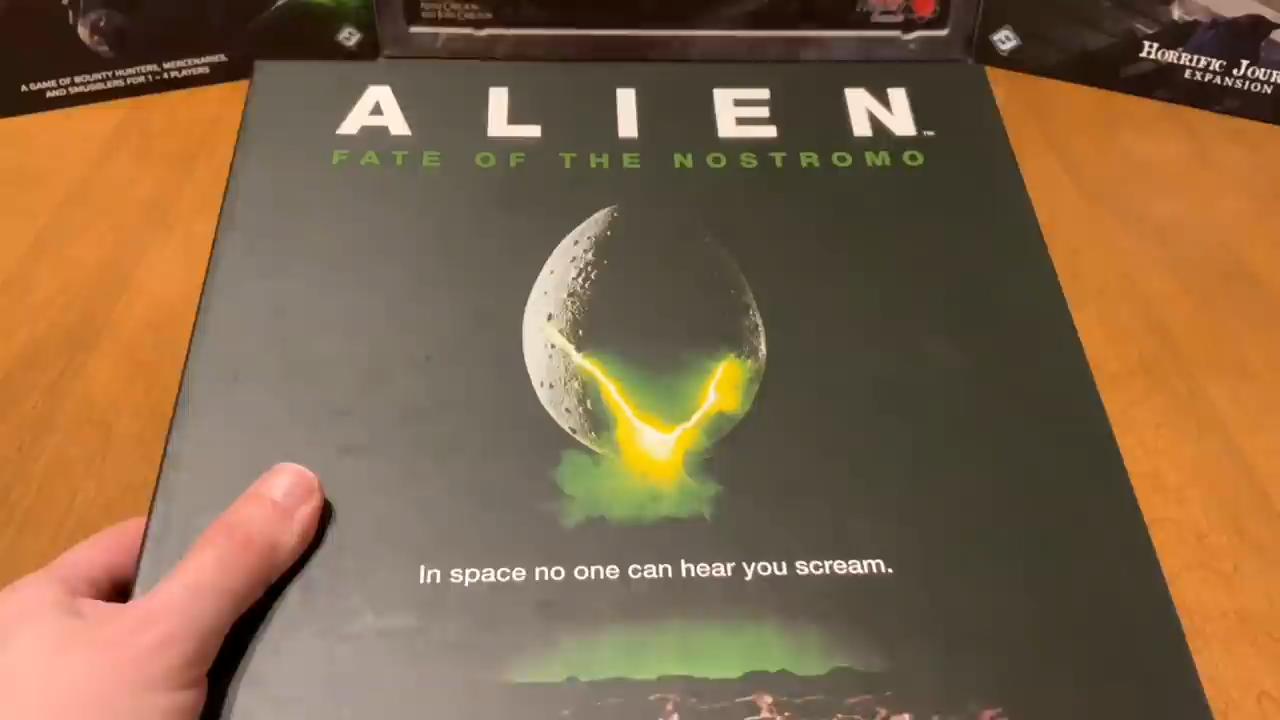 A GAME OF BOUNTY HUNTERS, MERCENARIES,
AND SMUGGLERS FOR 1 – 4 PLAYERS
HORRIFIC JOUR
EXPANSION
ALIEN™
FATE OF THE NOSTROMO
In space no one can hear you scream.